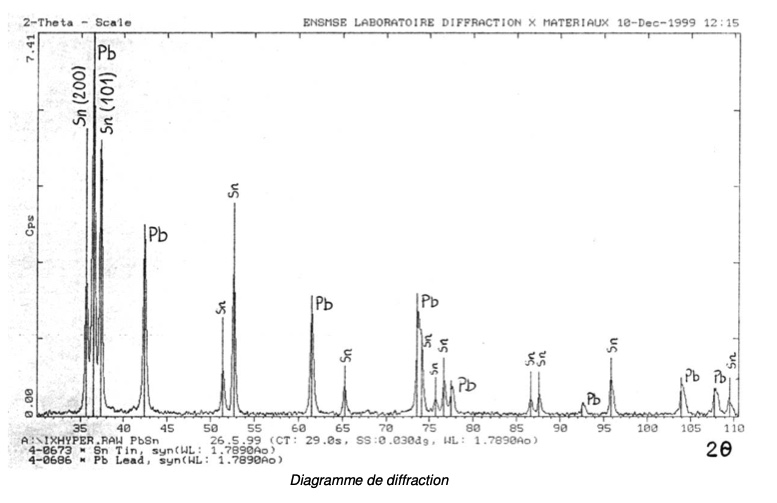 2-Theta - Scale
ENSMSE LABORATOIRE DIFFRACTION X MATERIAUX 10-Dec-1999 12:15
7.41
Cps
0.00
Sn (200)
Pb
Sn (101)
Pb
Sn
Sn
Pb
Sn
Pb
Sn
Sn
Sn
Pb
Sn
Sn
Pb
Sn
Pb
Pb
Sn
35 40 45 50 55 60 65 70 75 80 85 90 95 100 105 110
A:\IXHYPER.RAW PbSn 26.5.99 (CT: 29.0s, SS:0.030dg, WL: 1.7890Ao)
4-0673 * Sn Tin, syn(WL: 1.7890Ao)
4-0686 * Pb Lead, syn(WL: 1.7890Ao)
2θ
Diagramme de diffraction